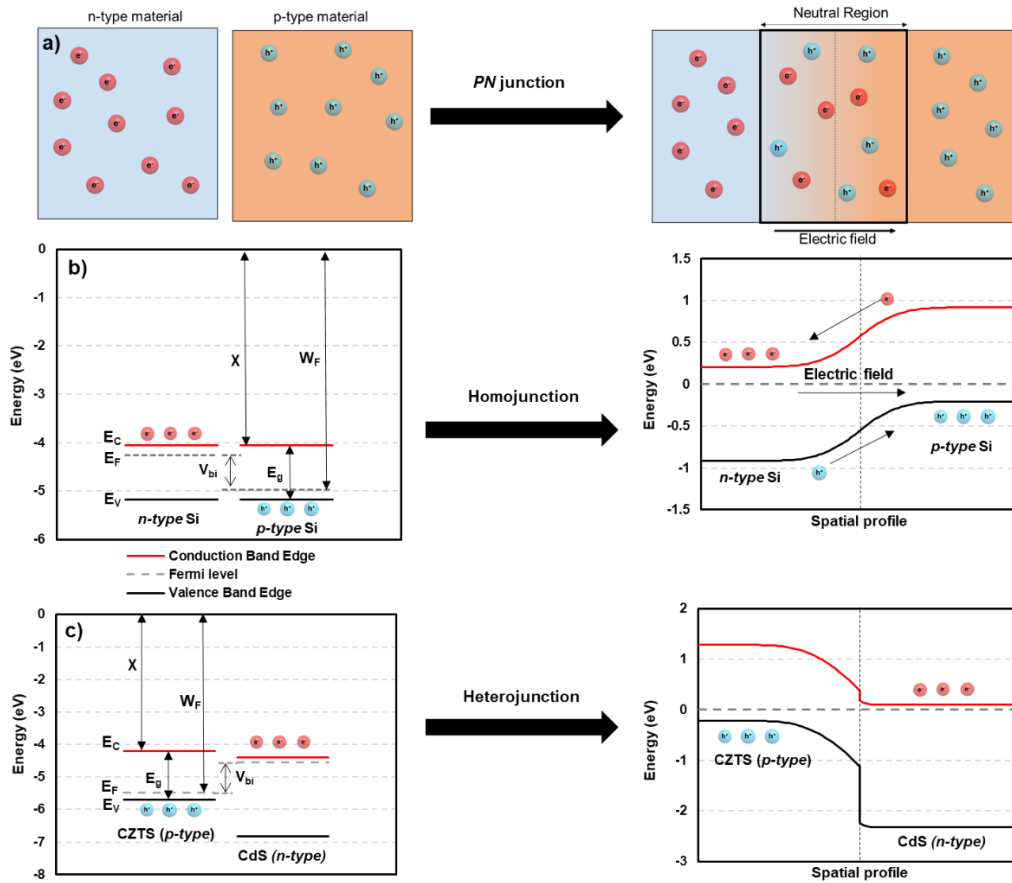 n-type material
p-type material
Neutral Region
a)
e⁻ e⁻ e⁻ e⁻ e⁻ e⁻ e⁻ e⁻ e⁻
h⁺ h⁺ h⁺ h⁺ h⁺ h⁺ h⁺ h⁺
PN junction
e⁻ e⁻ e⁻ e⁻ e⁻ e⁻ e⁻ e⁻ e⁻
h⁺ h⁺ h⁺ h⁺ h⁺ h⁺ h⁺ h⁺ h⁺ h⁺
Electric field
b)
Energy (eV)
0
-1
-2
-3
-4
-5
-6
X
W_F
E_C
e⁻ e⁻ e⁻
E_F
V_bi
E_g
E_V
h⁺ h⁺ h⁺
n-type Si
p-type Si
Homojunction
Energy (eV)
1.5
1
0.5
0
-0.5
-1
-1.5
e⁻
e⁻ e⁻ e⁻
Electric field
h⁺ h⁺ h⁺
h⁺
p-type Si
n-type Si
Spatial profile
Conduction Band Edge
Fermi level
Valence Band Edge
c)
Energy (eV)
0
-1
-2
-3
-4
-5
-6
-7
-8
X
W_F
E_C
e⁻ e⁻ e⁻
E_g
V_bi
E_F
E_V
h⁺ h⁺ h⁺
CZTS (p-type)
CdS (n-type)
Heterojunction
Energy (eV)
2
1
0
-1
-2
-3
e⁻ e⁻ e⁻
h⁺ h⁺ h⁺
CZTS (p-type)
CdS (n-type)
Spatial profile